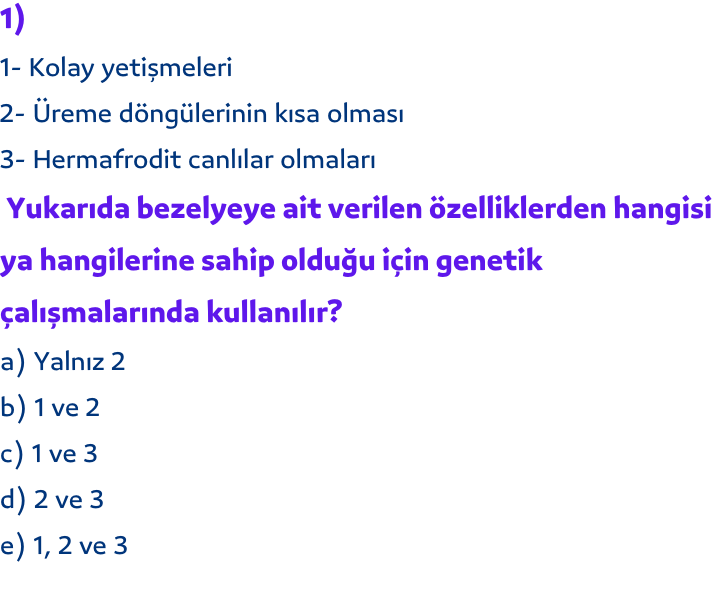 1)
1- Kolay yetişmeleri
2- Üreme döngülerinin kısa olması
3- Hermafrodit canlılar olmaları
Yukarıda bezelyeye ait verilen özelliklerden hangisi
ya hangilerine sahip olduğu için genetik
çalışmalarında kullanılır?
a) Yalnız 2
b) 1 ve 2
c) 1 ve 3
d) 2 ve 3
e) 1, 2 ve 3